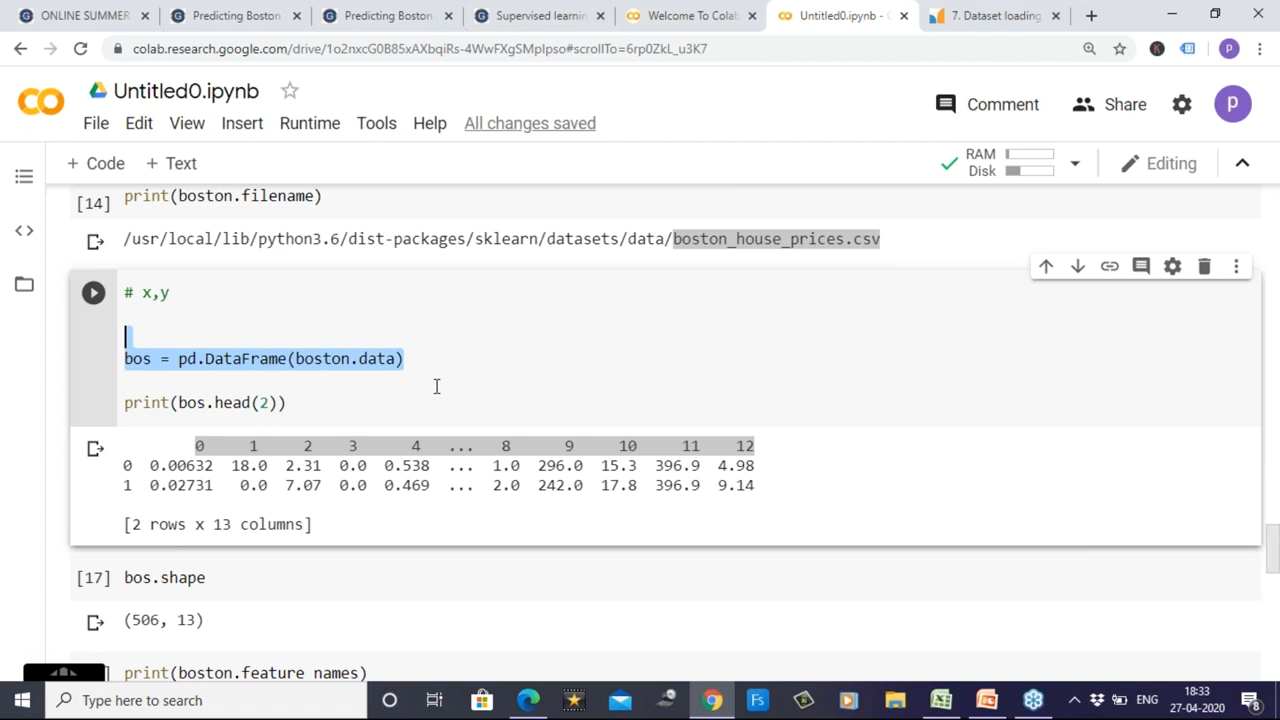 ONLINE SUMMER
Predicting Boston
Predicting Boston
Supervised learnin
Welcome To Colab
Untitled0.ipynb - C
7. Dataset loading
colab.research.google.com/drive/1o2nxcG0B85xAXbqiRs-4WwFXgSMpIpso#scrollTo=6rp0ZkL_u3K7
K
p
Untitled0.ipynb
Comment
Share
p
File Edit View Insert Runtime Tools Help All changes saved
+ Code + Text
RAM
Disk
Editing
[14] print(boston.filename)
/usr/local/lib/python3.6/dist-packages/sklearn/datasets/data/boston_house_prices.csv
# x,y
bos = pd.DataFrame(boston.data)
print(bos.head(2))
0 1 2 3 4 ... 8 9 10 11 12
0 0.00632 18.0 2.31 0.0 0.538 ... 1.0 296.0 15.3 396.9 4.98
1 0.02731 0.0 7.07 0.0 0.469 ... 2.0 242.0 17.8 396.9 9.14
[2 rows x 13 columns]
[17] bos.shape
(506, 13)
print(boston.feature_names)
Type here to search
Fs
ENG
18:33
27-04-2020
8